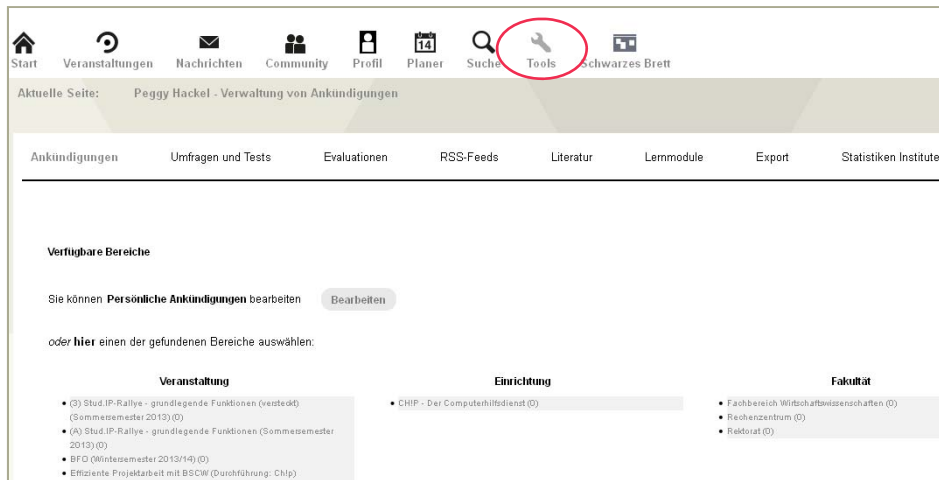 14
Start Veranstaltungen Nachrichten Community Profil Planer Suche Tools Schwarzes Brett
Aktuelle Seite: Peggy Hackel - Verwaltung von Ankündigungen
Ankündigungen Umfragen und Tests Evaluationen RSS-Feeds Literatur Lernmodule Export Statistiken Institute
Verfügbare Bereiche
Sie können Persönliche Ankündigungen bearbeiten Bearbeiten
oder hier einen der gefundenen Bereiche auswählen:
Veranstaltung
• (3) Stud.IP-Rallye - grundlegende Funktionen (versteckt)
(Sommersemester 2013) (0)
• (A) Stud.IP-Rallye - grundlegende Funktionen (Sommersemester
2013) (0)
• BFO (Wintersemester 2013/14) (0)
• Effiziente Projektarbeit mit BSCW (Durchführung: Ch!p)
Einrichtung
• CH!P - Der Computerhilfsdienst (0)
Fakultät
• Fachbereich Wirtschaftswissenschaften (0)
• Rechenzentrum (0)
• Rektorat (0)